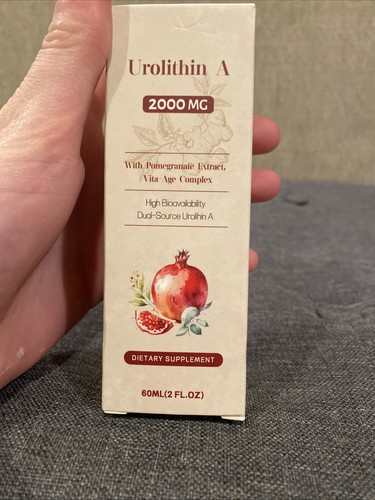 Urolithin A
2000 MG
With Pomegranate Extract,
Vita-Age Complex
High Bioavailability
Dual-Source Urolihin A
DIETARY SUPPLEMENT
60ML(2 FL.OZ)